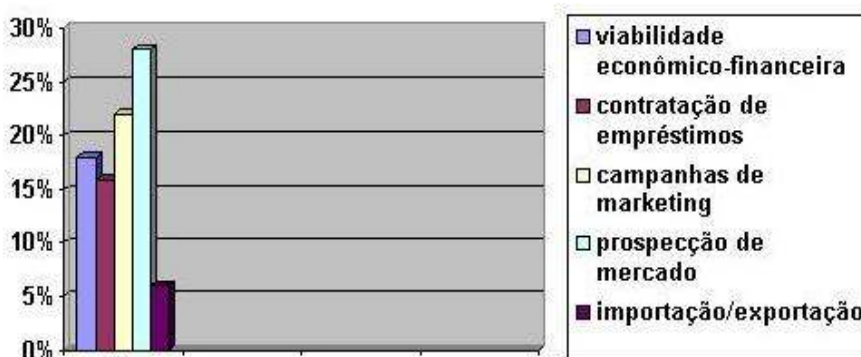 30%
25%
20%
15%
10%
5%
0%
viabilidade
econômico-financeira
contratação de
empréstimos
campanhas de
marketing
prospecção de
mercado
importação/exportação